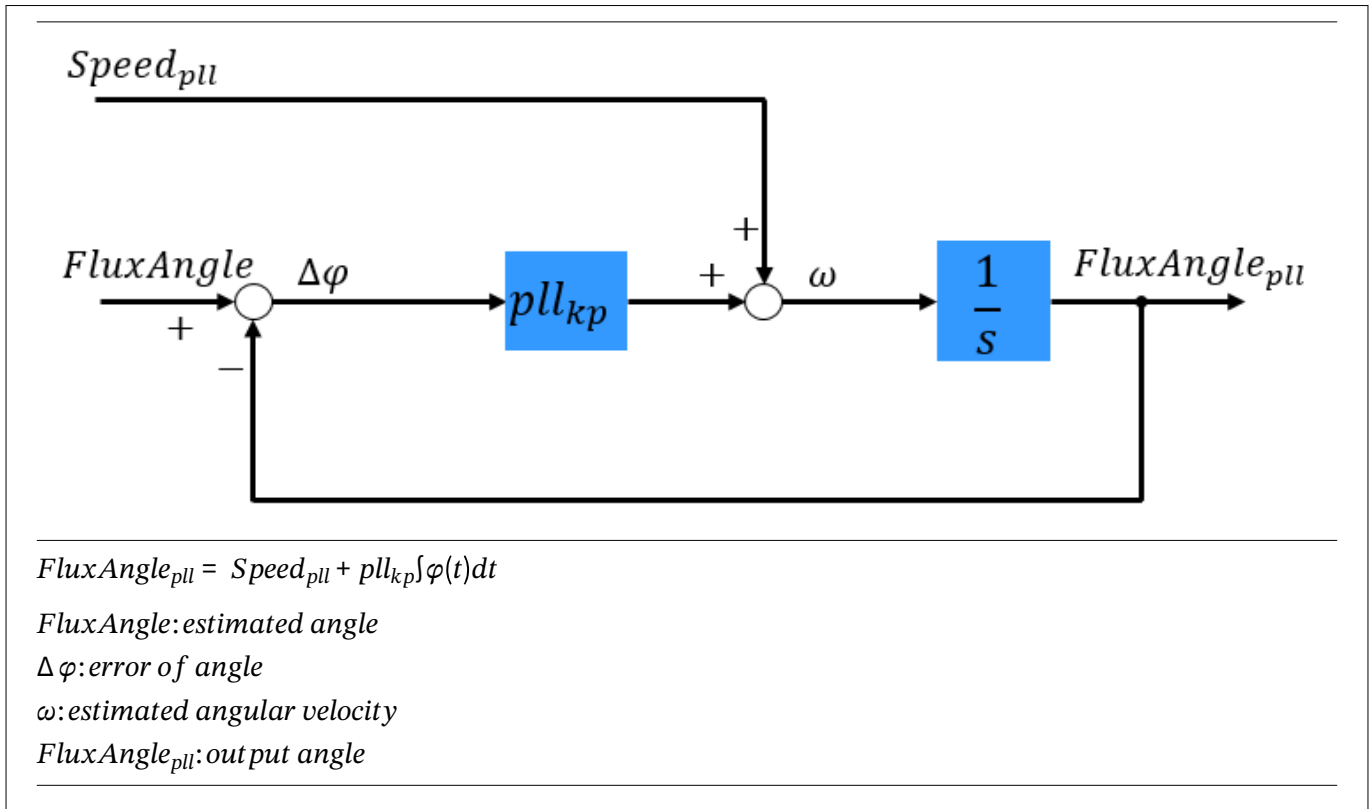 Speed_pll
+
FluxAngle Δφ + ω FluxAngle_pll
pll_kp
1
s
+
−
FluxAngle_pll = Speed_pll + pll_kp∫φ(t)dt
FluxAngle:estimated angle
Δφ:error of angle
ω:estimated angular velocity
FluxAngle_pll:output angle